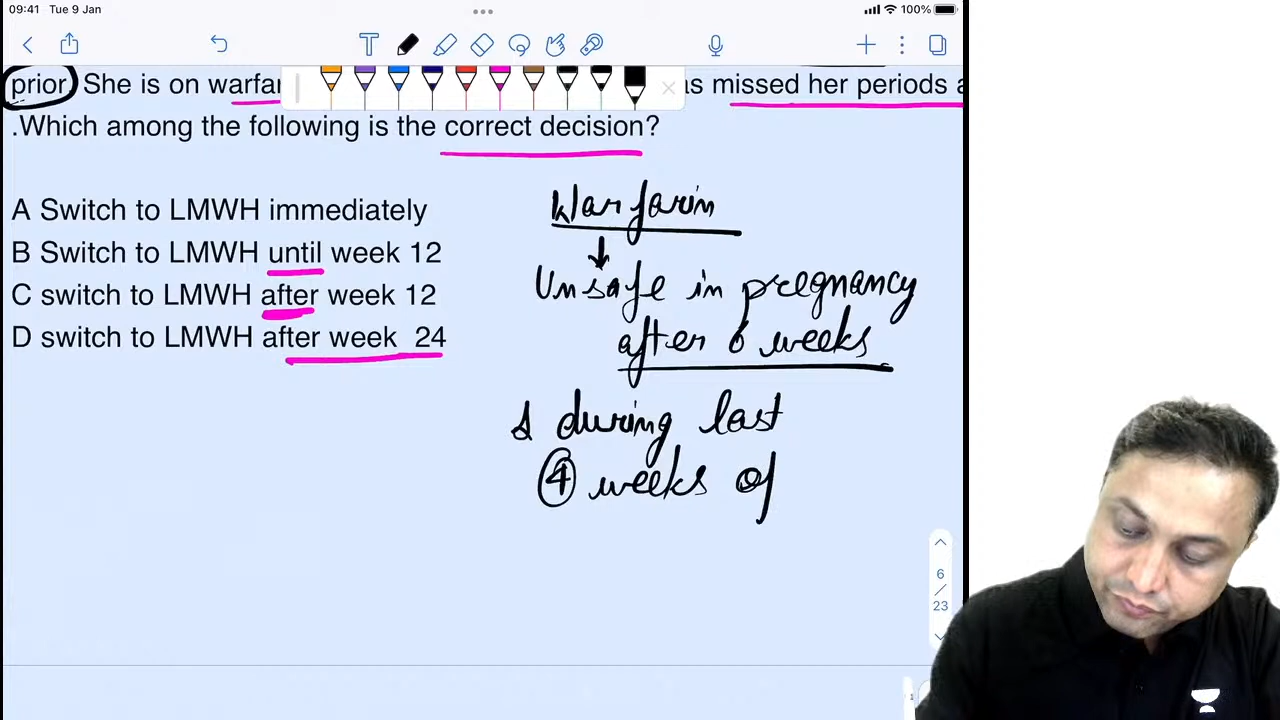 09:41 Tue 9 Jan
100%
prior. She is on warfar
as missed her periods a
.Which among the following is the correct decision?
A Switch to LMWH immediately
B Switch to LMWH until week 12
C switch to LMWH after week 12
D switch to LMWH after week 24
Warfarin
↓
Unsafe in pregnancy
after 6 weeks
& during last
4 weeks of
6
/
23